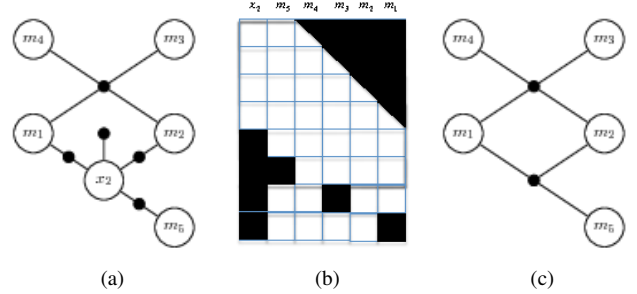 m₄ m₃
m₁ m₂
x₂
m₅
(a)
x₂ m₅ m₄ m₃ m₂ m₁
(b)
m₄ m₃
m₁ m₂
m₅
(c)